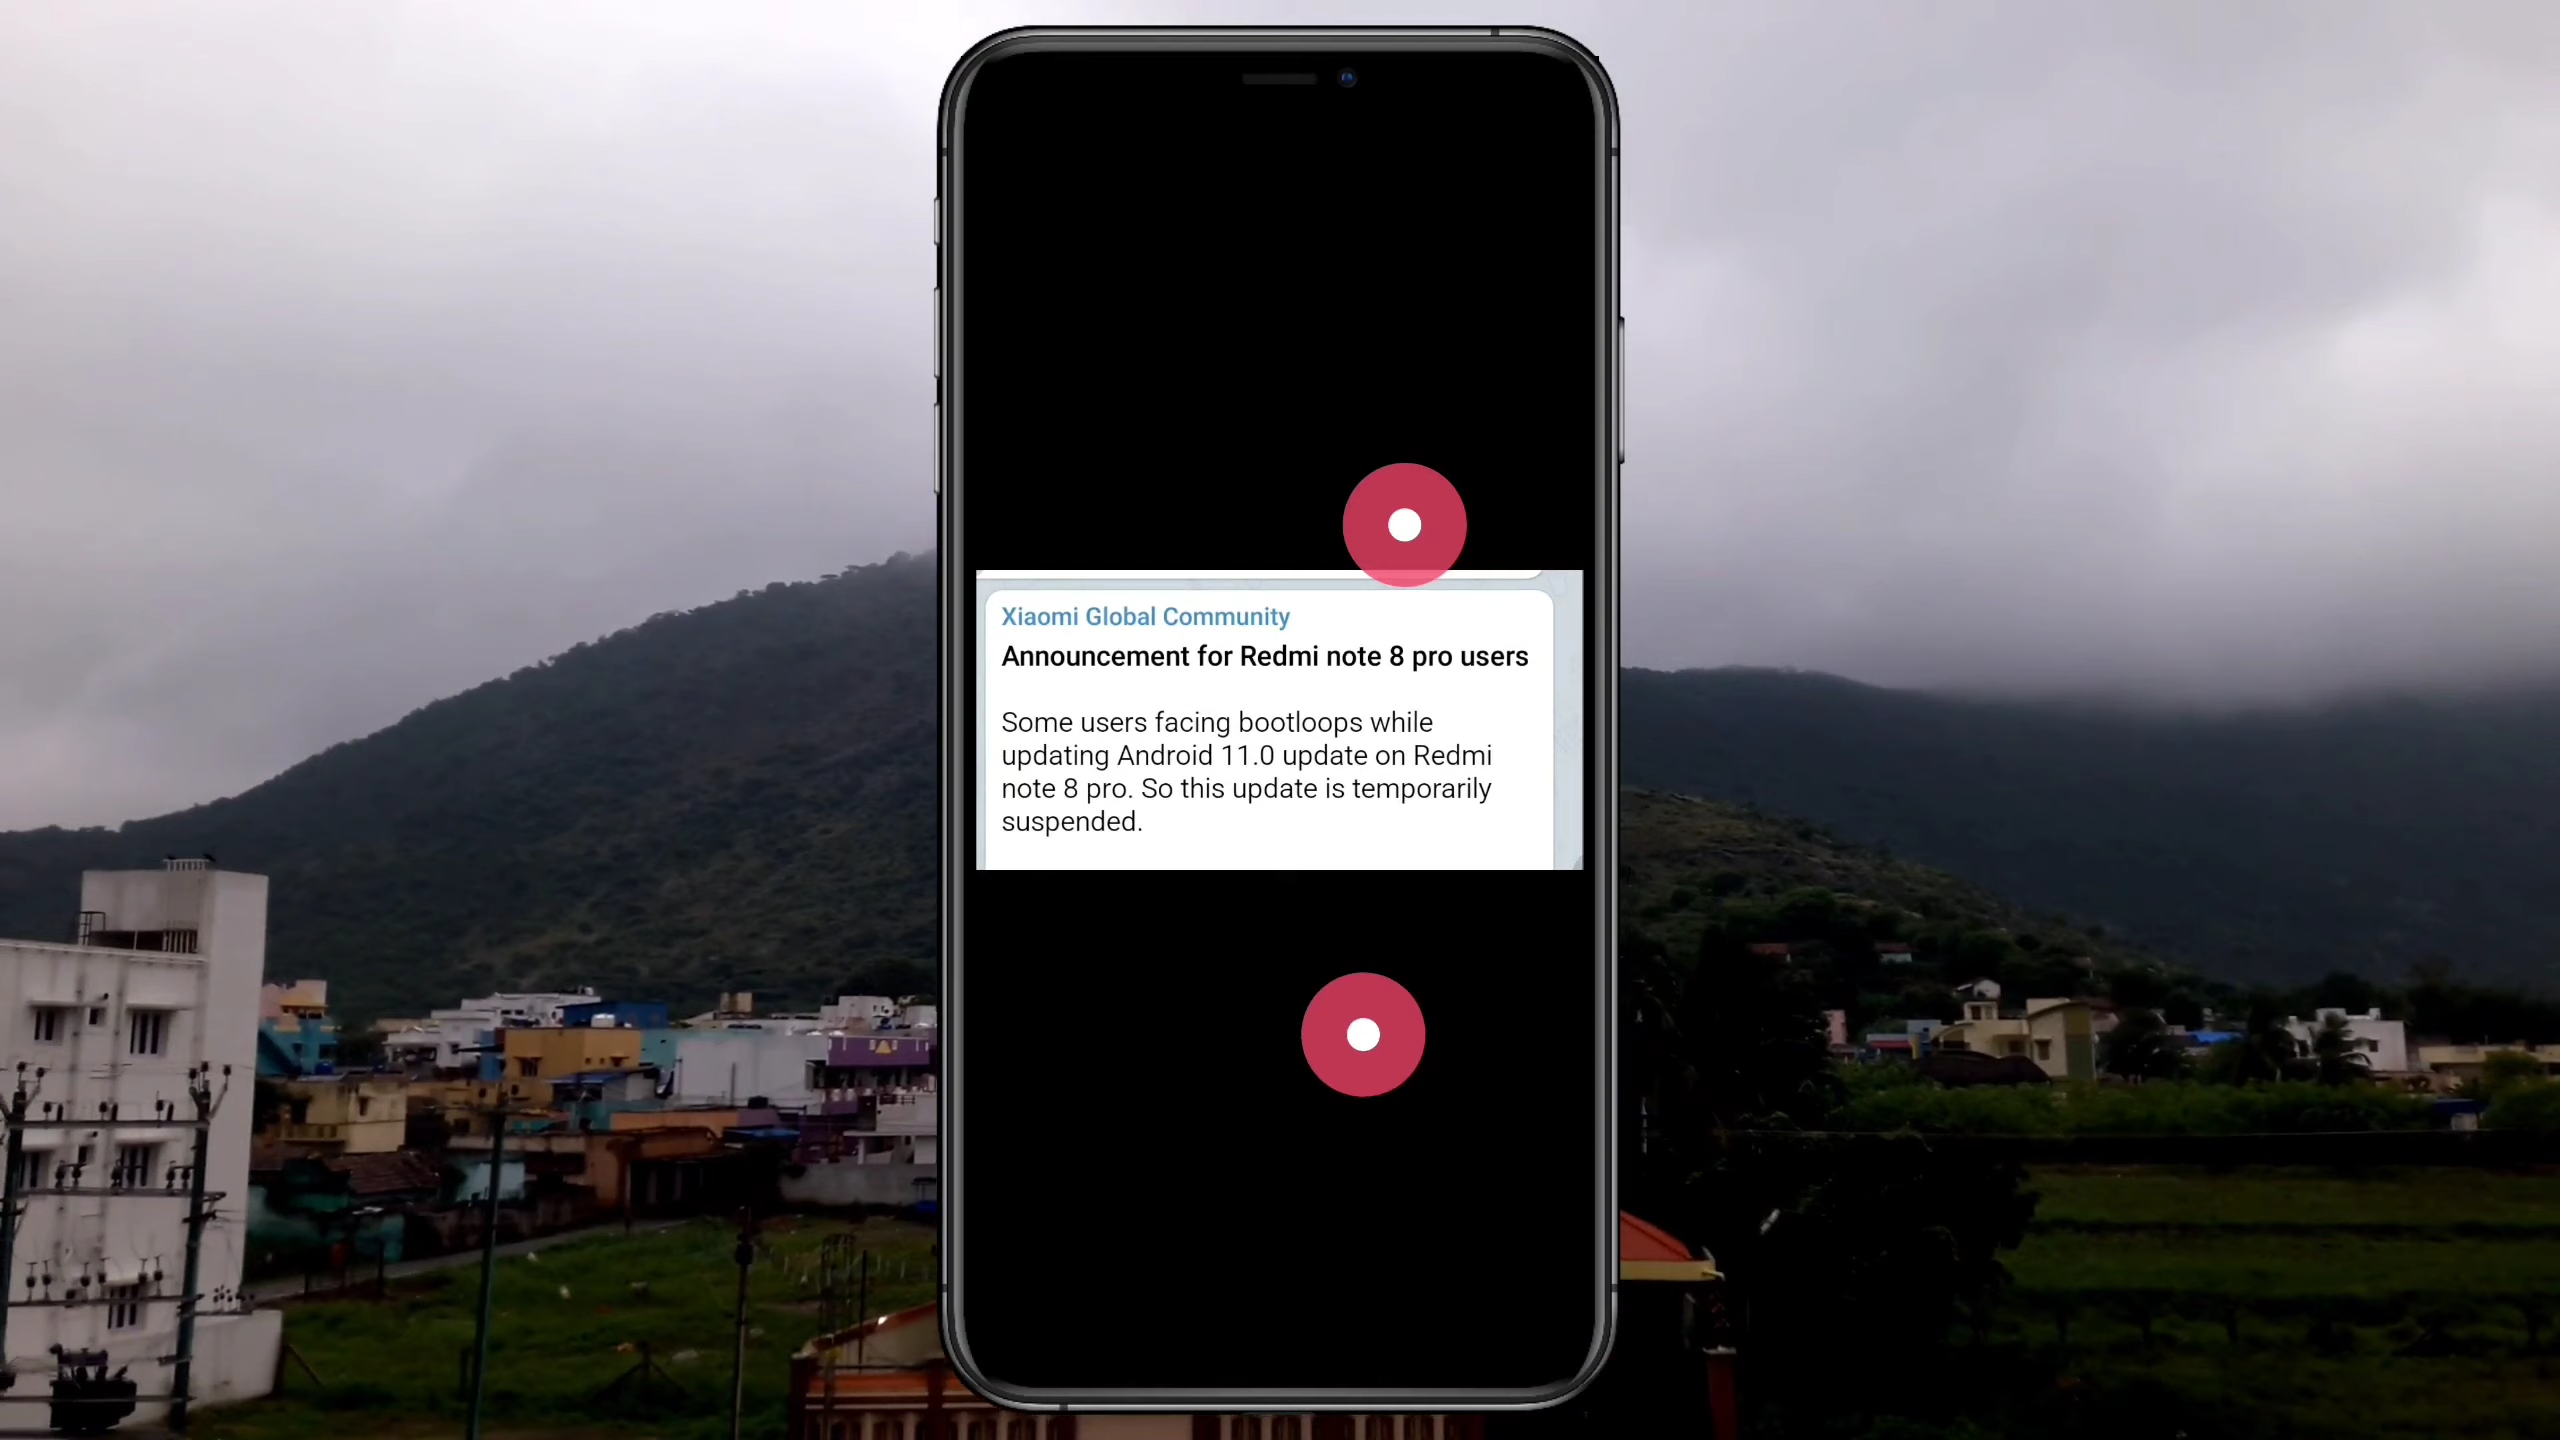 Xiaomi Global Community
Announcement for Redmi note 8 pro users
Some users facing bootloops while
updating Android 11.0 update on Redmi
note 8 pro. So this update is temporarily
suspended.